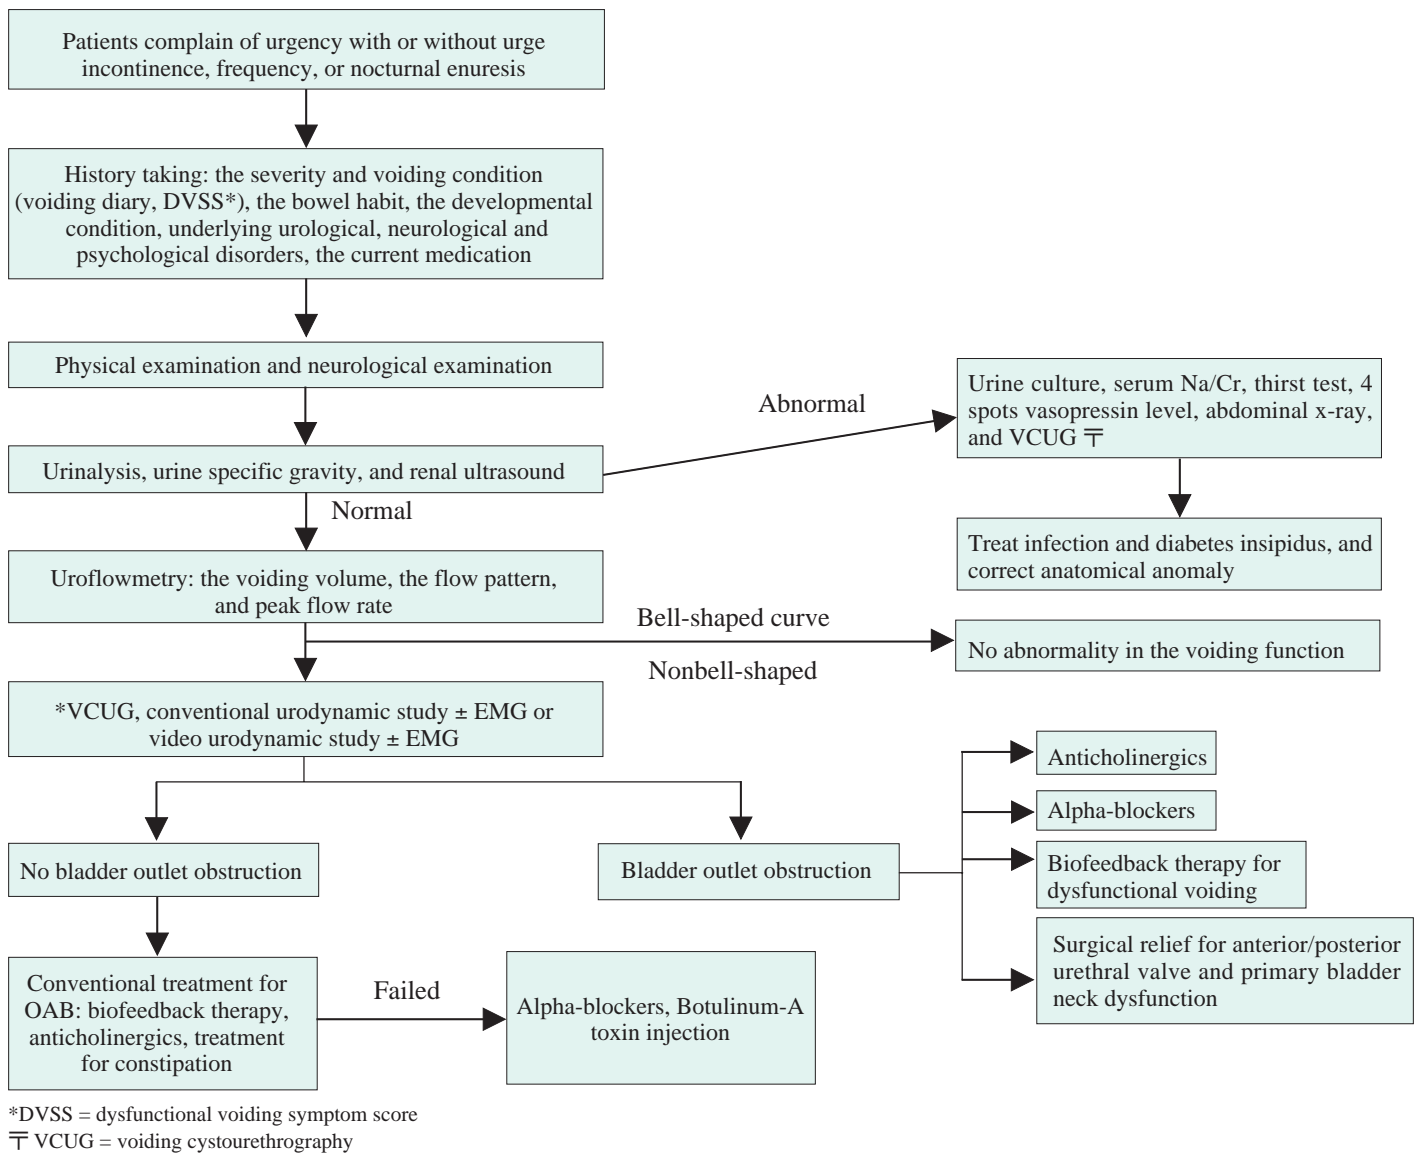 Patients complain of urgency with or without urge
incontinence, frequency, or nocturnal enuresis
History taking: the severity and voiding condition
(voiding diary, DVSS*), the bowel habit, the developmental
condition, underlying urological, neurological and
psychological disorders, the current medication
Physical examination and neurological examination
Urinalysis, urine specific gravity, and renal ultrasound
Abnormal
Urine culture, serum Na/Cr, thirst test, 4
spots vasopressin level, abdominal x-ray,
and VCUG 〒
Treat infection and diabetes insipidus, and
correct anatomical anomaly
Normal
Uroflowmetry: the voiding volume, the flow pattern,
and peak flow rate
Bell-shaped curve
No abnormality in the voiding function
Nonbell-shaped
*VCUG, conventional urodynamic study ± EMG or
video urodynamic study ± EMG
No bladder outlet obstruction
Bladder outlet obstruction
Anticholinergics
Alpha-blockers
Biofeedback therapy for
dysfunctional voiding
Surgical relief for anterior/posterior
urethral valve and primary bladder
neck dysfunction
Conventional treatment for
OAB: biofeedback therapy,
anticholinergics, treatment
for constipation
Failed
Alpha-blockers, Botulinum-A
toxin injection
*DVSS = dysfunctional voiding symptom score
〒 VCUG = voiding cystourethrography